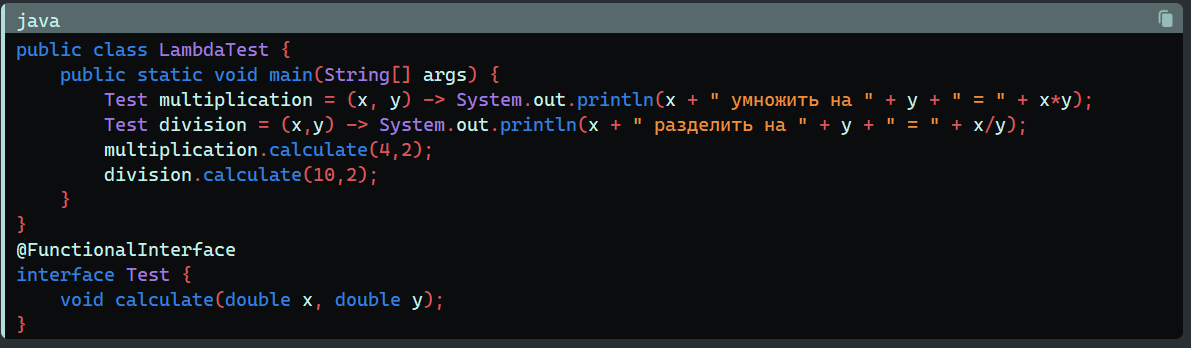 java
public class LambdaTest {
    public static void main(String[] args) {
        Test multiplication = (x, y) -> System.out.println(x + " умножить на " + y + " = " + x*y);
        Test division = (x,y) -> System.out.println(x + " разделить на " + y + " = " + x/y);
        multiplication.calculate(4,2);
        division.calculate(10,2);
    }
}
@FunctionalInterface
interface Test {
    void calculate(double x, double y);
}